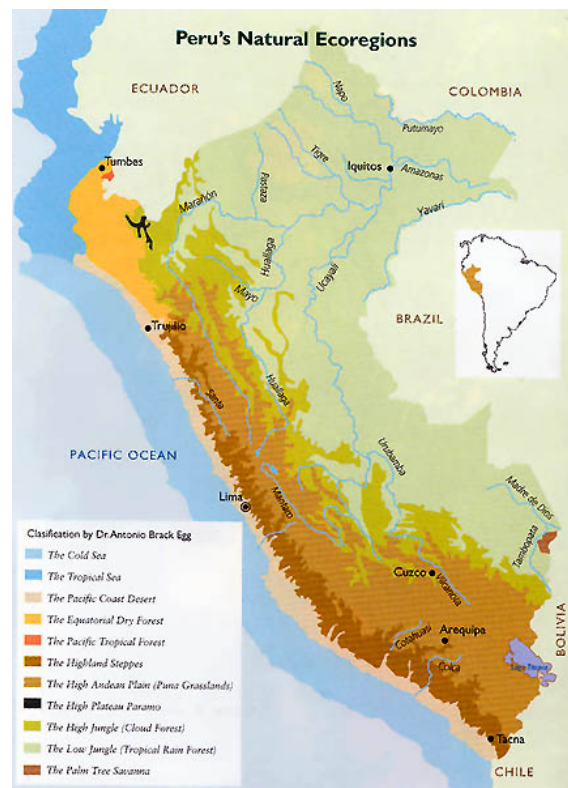 Peru's Natural Ecoregions
ECUADOR
COLOMBIA
Napo
Putumayo
Tumbes
Tigre
Iquitos
Amazonas
Pastaza
Marañón
Yavarí
Huallaga
Ucayali
Mayo
BRAZIL
Trujillo
Huallaga
Santa
PACIFIC OCEAN
Urubamba
Madre de Dios
Lima
Mantaro
Tambopata
Clasification by Dr. Antonio Brack Egg
The Cold Sea
The Tropical Sea
The Pacific Coast Desert
The Equatorial Dry Forest
The Pacific Tropical Forest
The Highland Steppes
The High Andean Plain (Puna Grasslands)
The High Plateau Paramo
The High Jungle (Cloud Forest)
The Low Jungle (Tropical Rain Forest)
The Palm Tree Savanna
Cuzco
Vilcanota
BOLIVIA
Arequipa
Cotahuasi
Colca
Lago Titicaca
Tacna
CHILE